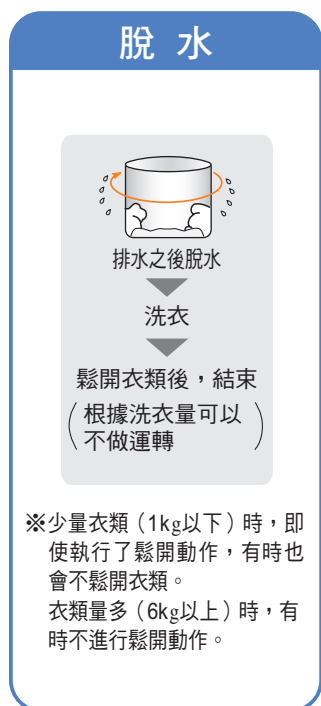 脫 水
排水之後脫水
洗衣
鬆開衣類後，結束
（根據洗衣量可以
不做運轉）
※少量衣類（1kg以下）時，即
使執行了鬆開動作，有時也
會不鬆開衣類。
衣類量多（6kg以上）時，有
時不進行鬆開動作。